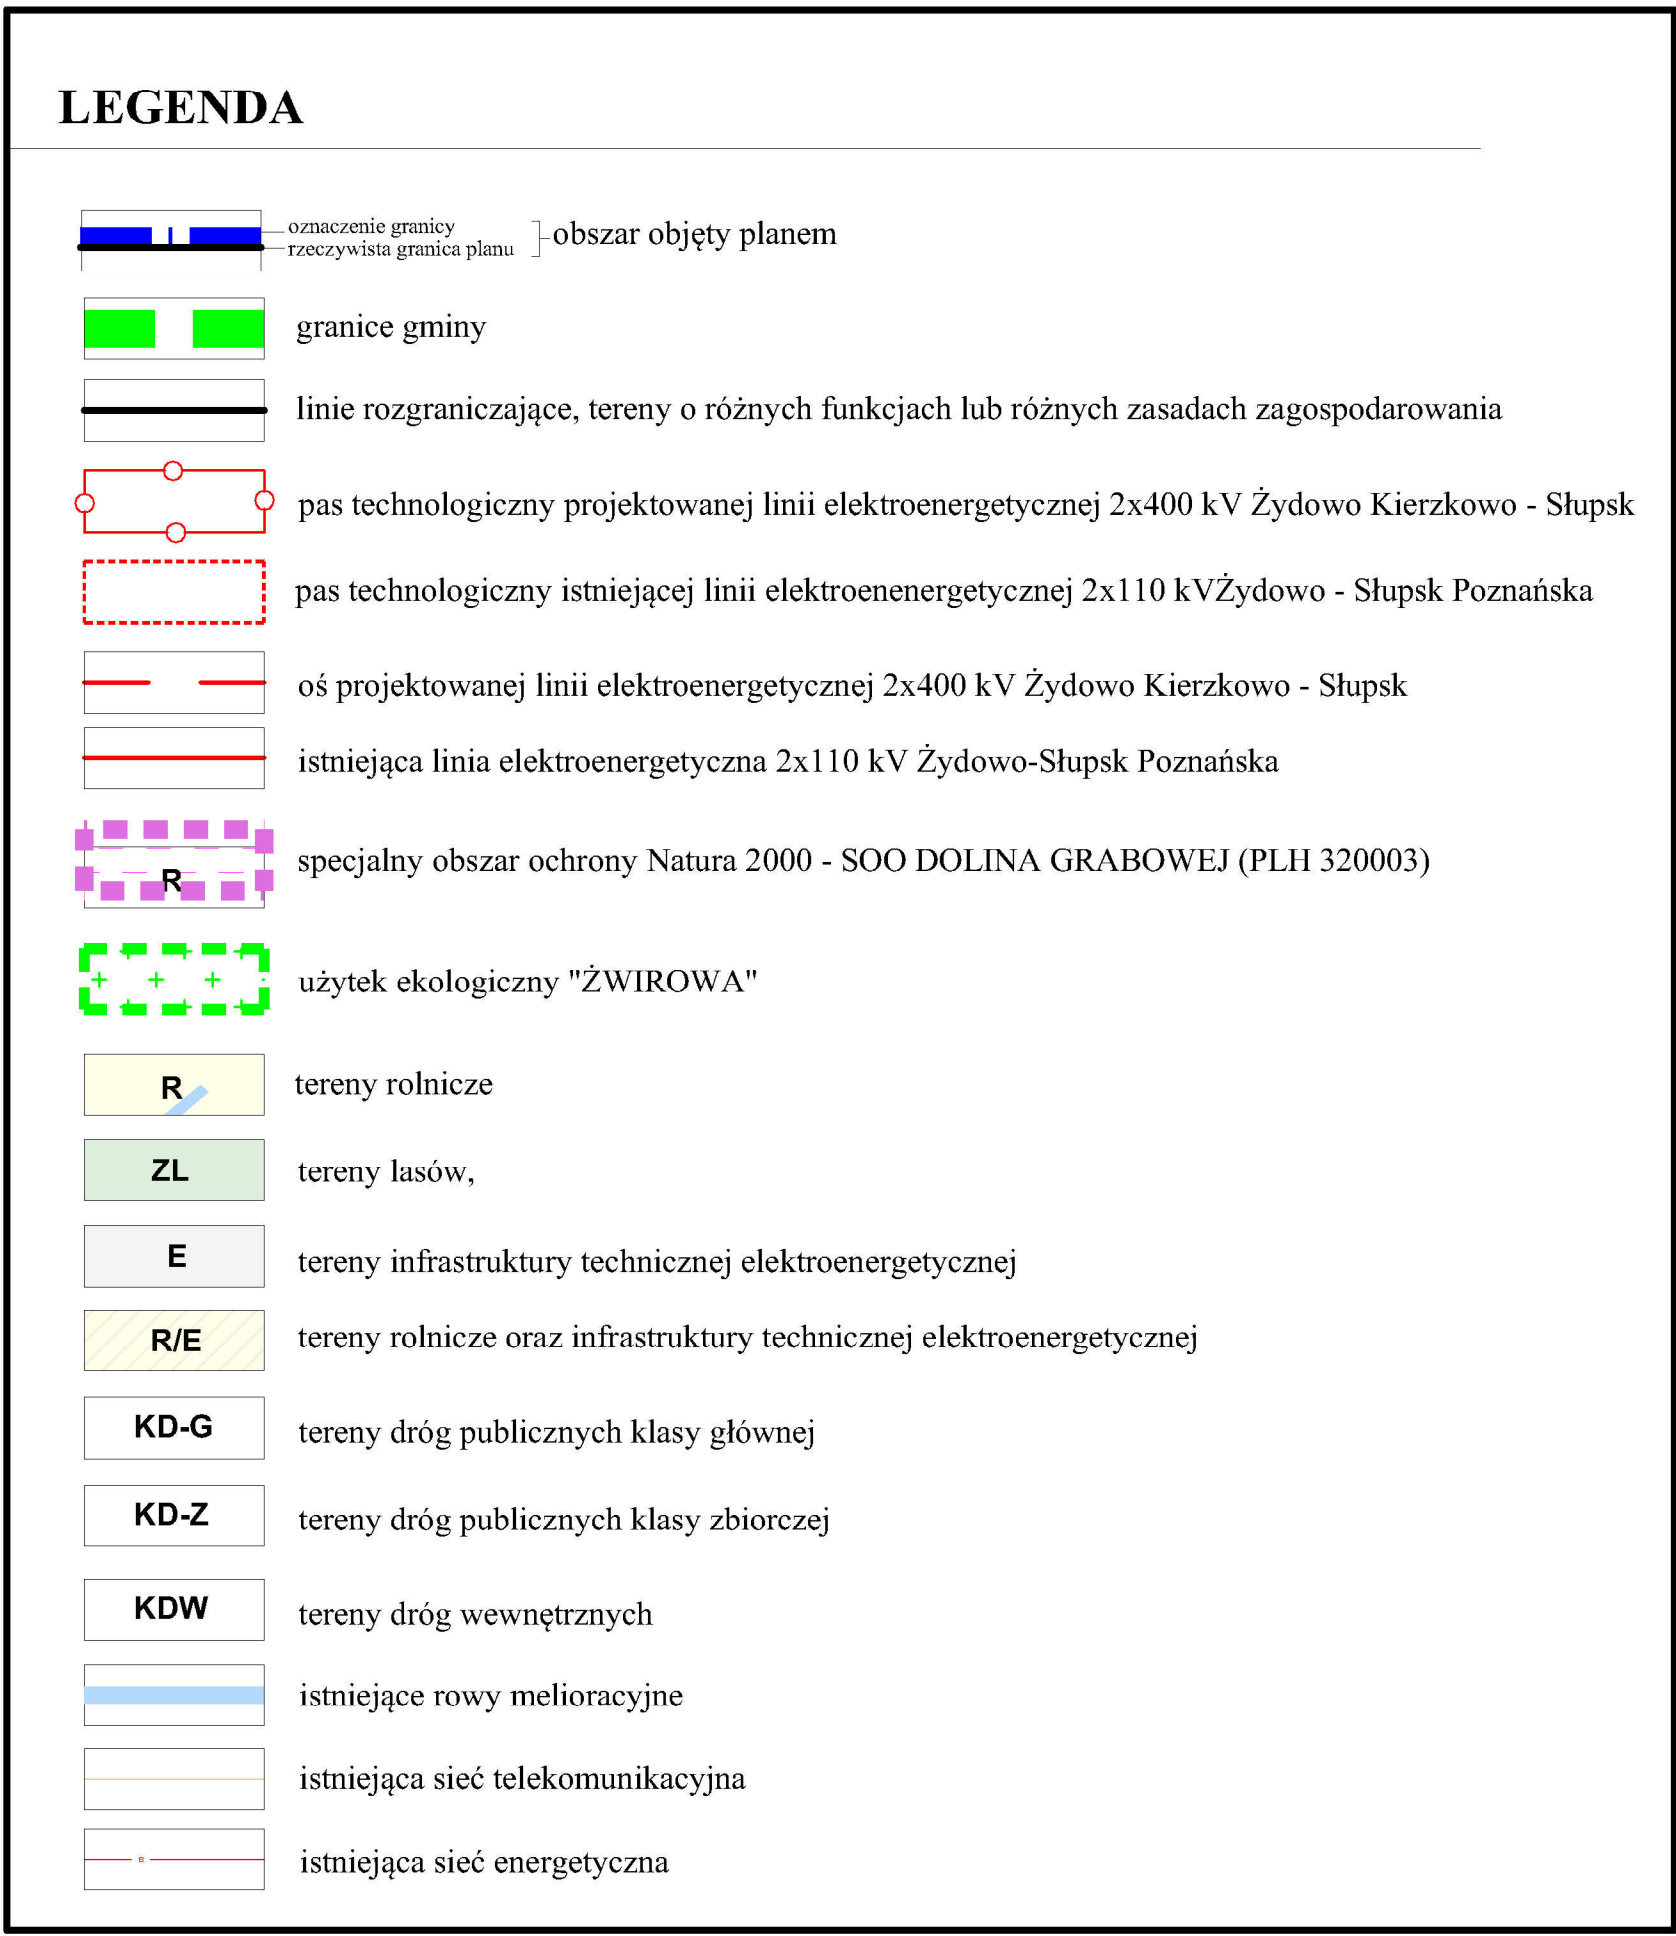 LEGENDA
oznaczenie granicy
rzeczywista granica planu
obszar objęty planem
granice gminy
linie rozgraniczające, tereny o różnych funkcjach lub różnych zasadach zagospodarowania
pas technologiczny projektowanej linii elektroenergetycznej 2x400 kV Żydowo Kierzkowo - Słupsk
pas technologiczny istniejącej linii elektroenenergetycznej 2x110 kVŻydowo - Słupsk Poznańska
oś projektowanej linii elektroenergetycznej 2x400 kV Żydowo Kierzkowo - Słupsk
istniejąca linia elektroenergetyczna 2x110 kV Żydowo-Słupsk Poznańska
R specjalny obszar ochrony Natura 2000 - SOO DOLINA GRABOWEJ (PLH 320003)
użytek ekologiczny "ŻWIROWA"
R tereny rolnicze
ZL tereny lasów,
E tereny infrastruktury technicznej elektroenergetycznej
R/E tereny rolnicze oraz infrastruktury technicznej elektroenergetycznej
KD-G tereny dróg publicznych klasy głównej
KD-Z tereny dróg publicznych klasy zbiorczej
KDW tereny dróg wewnętrznych
istniejące rowy melioracyjne
istniejąca sieć telekomunikacyjna
istniejąca sieć energetyczna